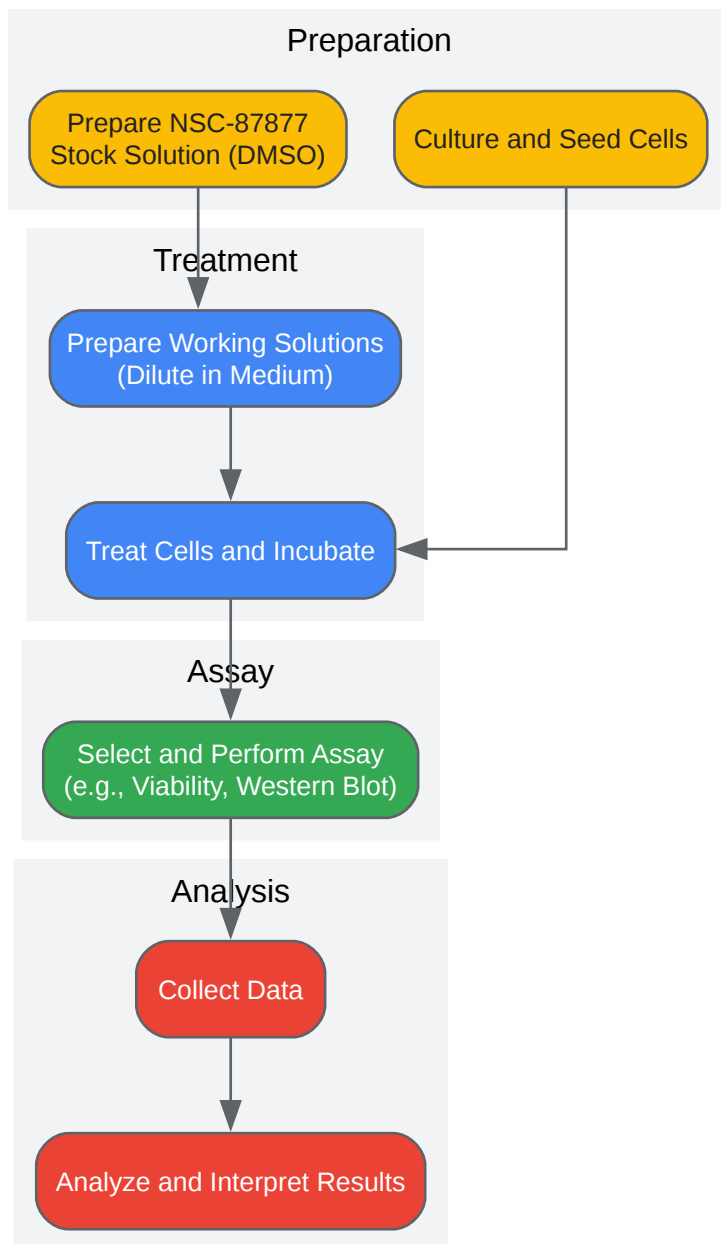 Preparation
Prepare NSC-87877
Stock Solution (DMSO)
Culture and Seed Cells
Treatment
Prepare Working Solutions
(Dilute in Medium)
Treat Cells and Incubate
Assay
Select and Perform Assay
(e.g., Viability, Western Blot)
Analysis
Collect Data
Analyze and Interpret Results